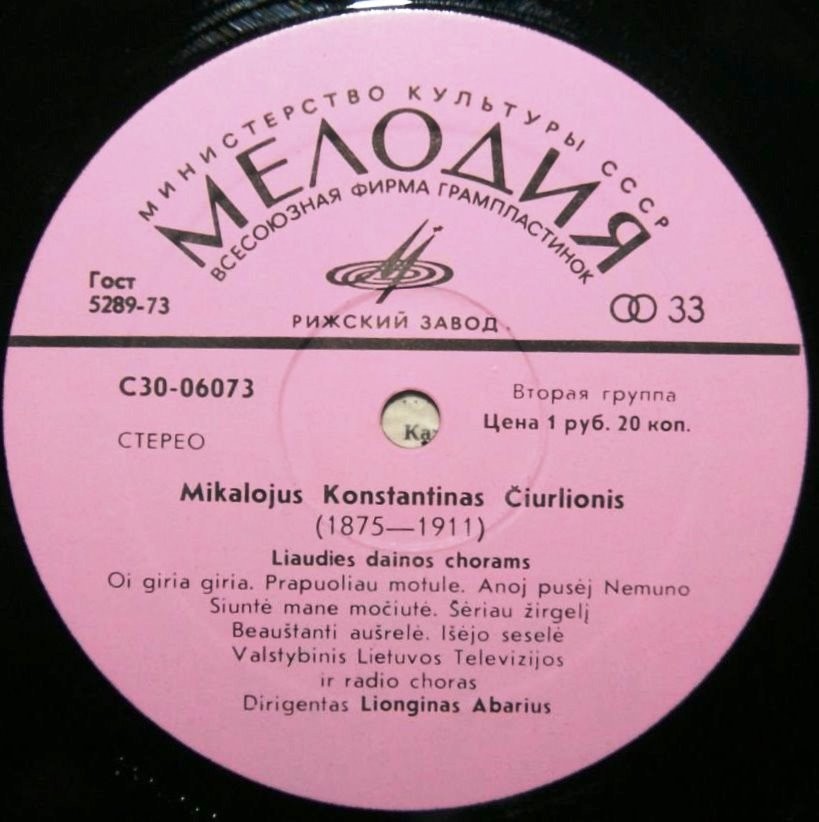 МИНИСТЕРСТВО КУЛЬТУРЫ СССР
МЕЛОДИЯ
ВСЕСОЮЗНАЯ ФИРМА ГРАМПЛАСТИНОК
Гост
5289-73
33
РИЖСКИЙ ЗАВОД
С30-06073
Вторая группа
Цена 1 руб. 20 коп.
СТЕРЕО
Mikalojus Konstantinas Čiurlionis
(1875—1911)
Liaudies dainos chorams
Oi giria giria. Prapuoliau motule. Anoj pusėj Nemuno
Siuntė mane močiutė. Šėriau žirgelį
Beauštanti aušrelė. Išėjo seselė
Valstybinis Lietuvos Televizijos
ir radio choras
Dirigentas Lionginas Abarius